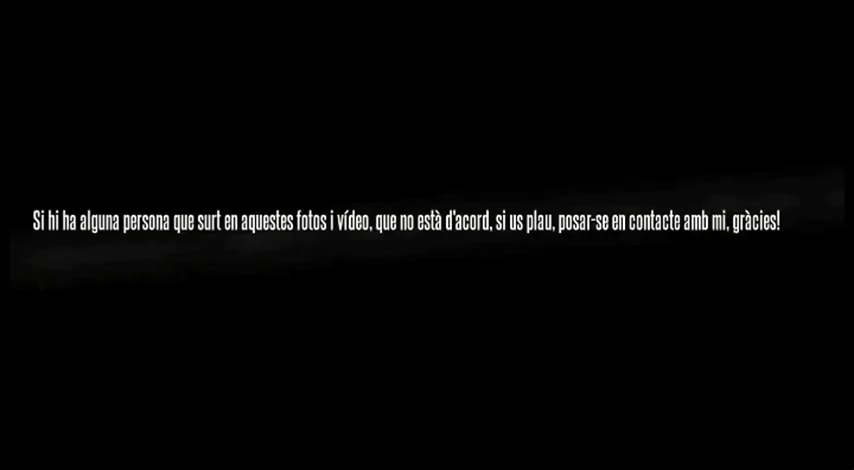 Si hi ha alguna persona que surt en aquestes fotos i vídeo, que no està d'acord, si us plau, posar-se en contacte amb mi, gràcies!